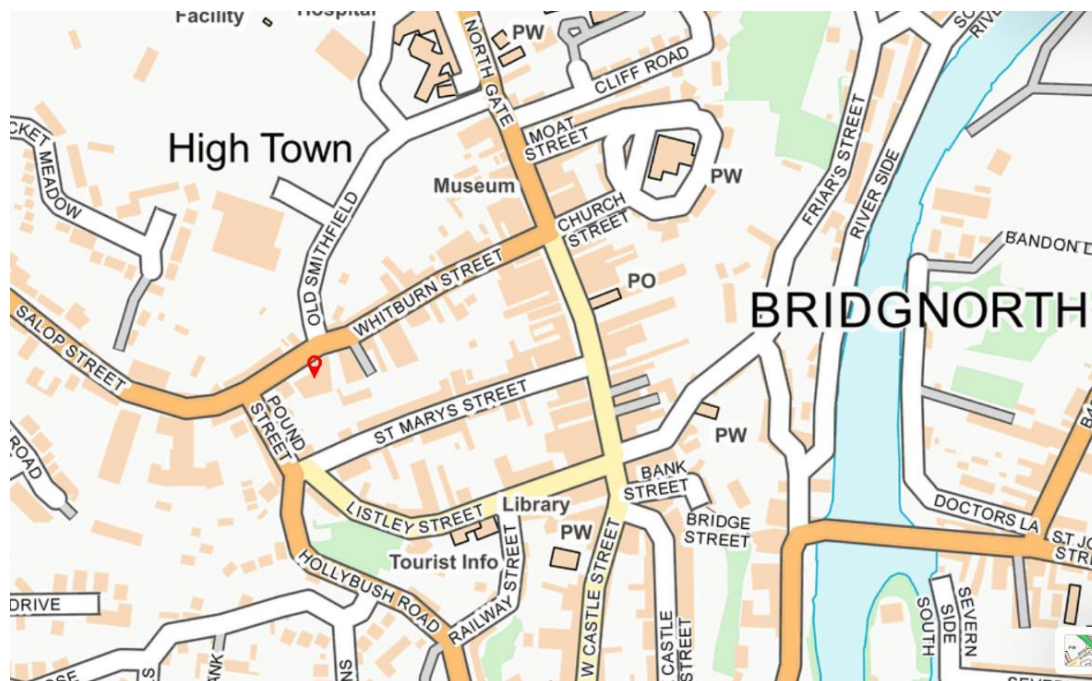 Facility
Hospital
PW
NORTH GATE
CLIFF ROAD
MOAT
STREET
High Town
Museum
PW
CHURCH
STREET
FRIAR'S STREET
RIVER SIDE
RIVER
MEADOW
OLD SMITHFIELD
WHITBURN STREET
PO
BRIDGNORTH
SALOP STREET
POUND
STREET
ST MARYS STREET
PW
ROAD
BANK
STREET
LISTLEY STREET
Library
BRIDGE
STREET
DOCTORS LA
PW
Tourist Info
HOLLYBUSH ROAD
RAILWAY STREET
W CASTLE STREET
CASTLE
STREET
SOUTH
SEVERN
SIDE
DRIVE